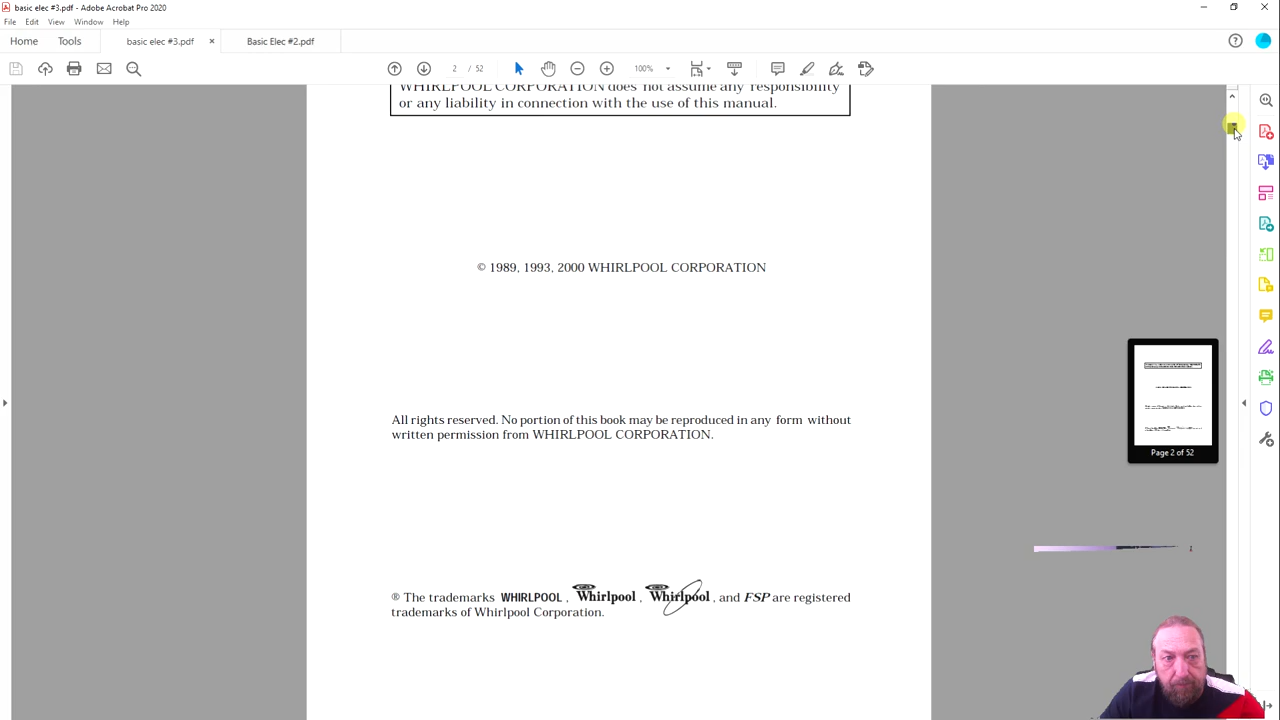 basic elec #3.pdf - Adobe Acrobat Pro 2020
File Edit View Window Help
Home Tools basic elec #3.pdf × Basic Elec #2.pdf
2 / 52 100%
WHIRLPOOL CORPORATION does not assume any responsibility
or any liability in connection with the use of this manual.
© 1989, 1993, 2000 WHIRLPOOL CORPORATION
All rights reserved. No portion of this book may be reproduced in any form without
written permission from WHIRLPOOL CORPORATION.
® The trademarks WHIRLPOOL, Whirlpool, Whirlpool, and FSP are registered
trademarks of Whirlpool Corporation.
Page 2 of 52